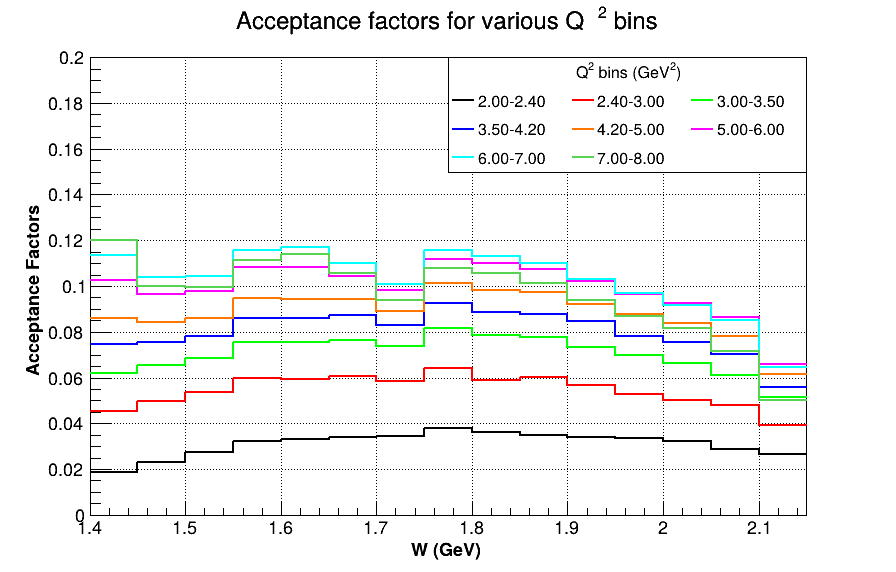 Acceptance factors for various Q 2 bins
Q2 bins (GeV2)
2.00-2.40 2.40-3.00 3.00-3.50
3.50-4.20 4.20-5.00 5.00-6.00
6.00-7.00 7.00-8.00
Acceptance Factors
0.2
0.18
0.16
0.14
0.12
0.1
0.08
0.06
0.04
0.02
0
1.4 1.5 1.6 1.7 1.8 1.9 2 2.1
W (GeV)